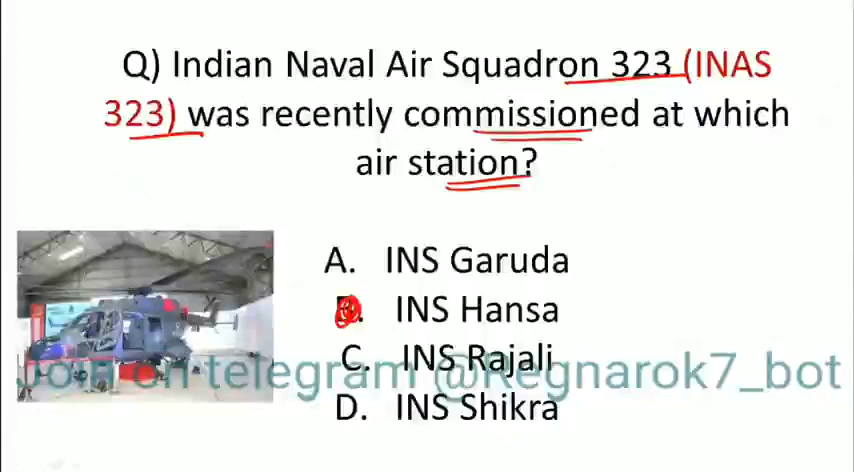 Q) Indian Naval Air Squadron 323 (INAS
323) was recently commissioned at which
air station?
A. INS Garuda
B. INS Hansa
C. INS Rajali
Join on telegram @Regnarok7_bot
D. INS Shikra